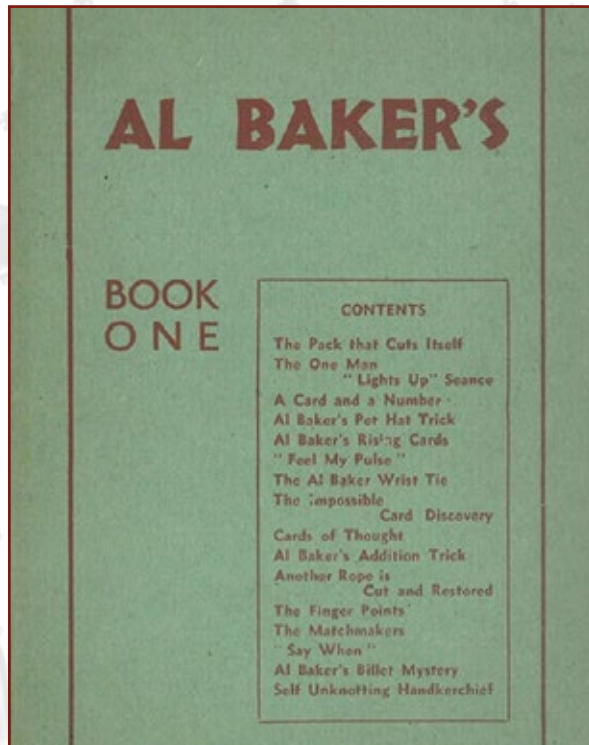 AL BAKER'S
BOOK
ONE
CONTENTS
The Pack that Cuts Itself
The One Man
"Lights Up" Seance
A Card and a Number
Al Baker's Pet Hat Trick
Al Baker's Rising Cards
"Feel My Pulse"
The Al Baker Wrist Tie
The Impossible
Card Discovery
Cards of Thought
Al Baker's Addition Trick
Another Rope is
Cut and Restored
The Finger Points
The Matchmakers
"Say When"
Al Baker's Billet Mystery
Self Unknotting Handkerchief